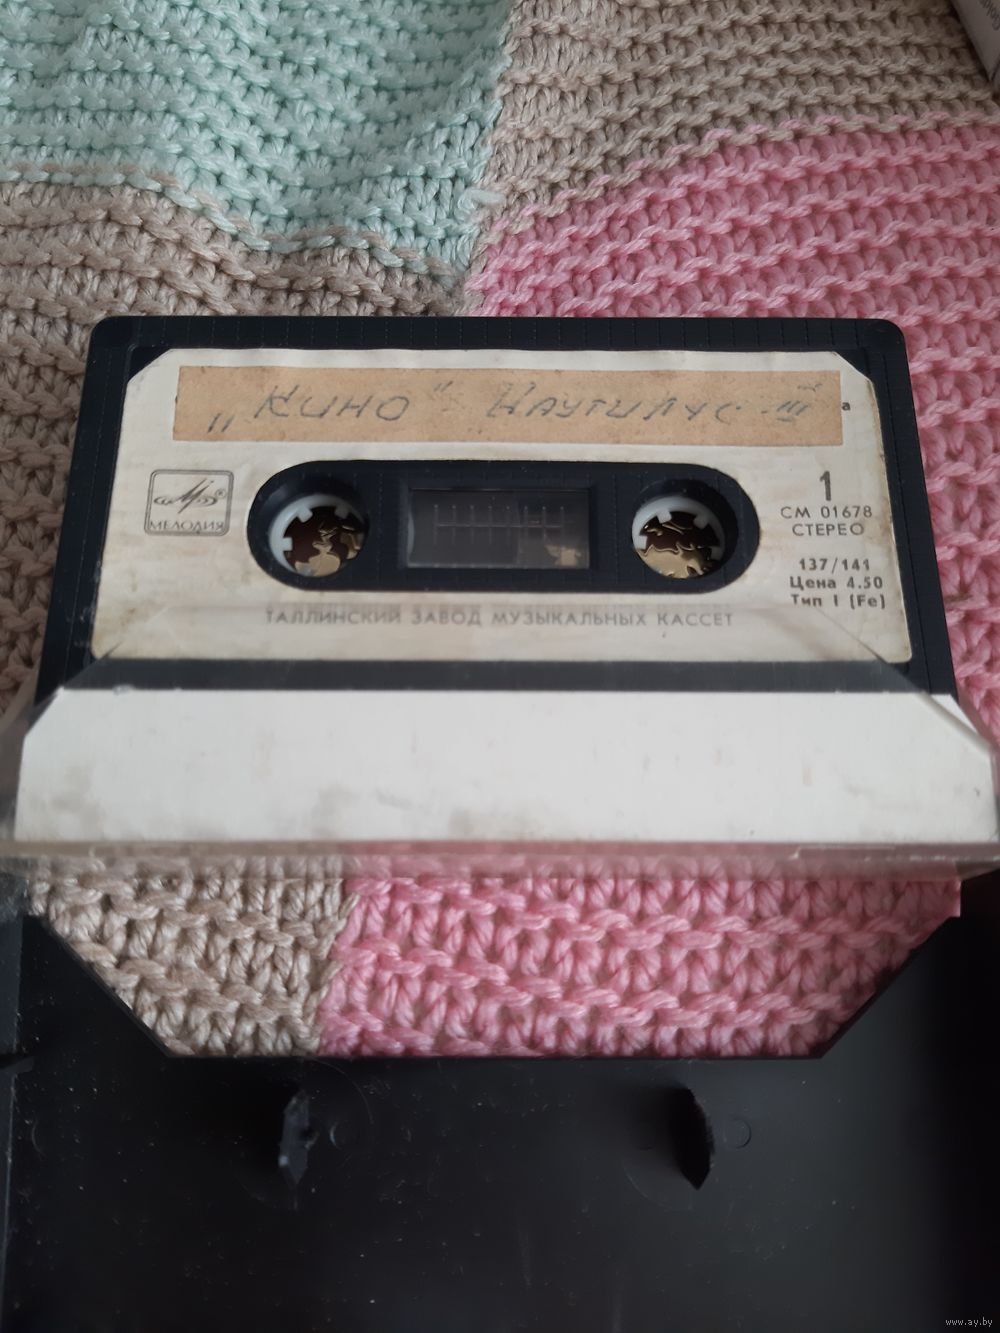 „Кино" - Наутилус - III"
а
МЕЛОДИЯ
1
СМ 01678
СТЕРЕО
137/141
Цена 4.50
Тип I (Fe)
ТАЛЛИНСКИЙ ЗАВОД МУЗЫКАЛЬНЫХ КАССЕТ
www.ay.by